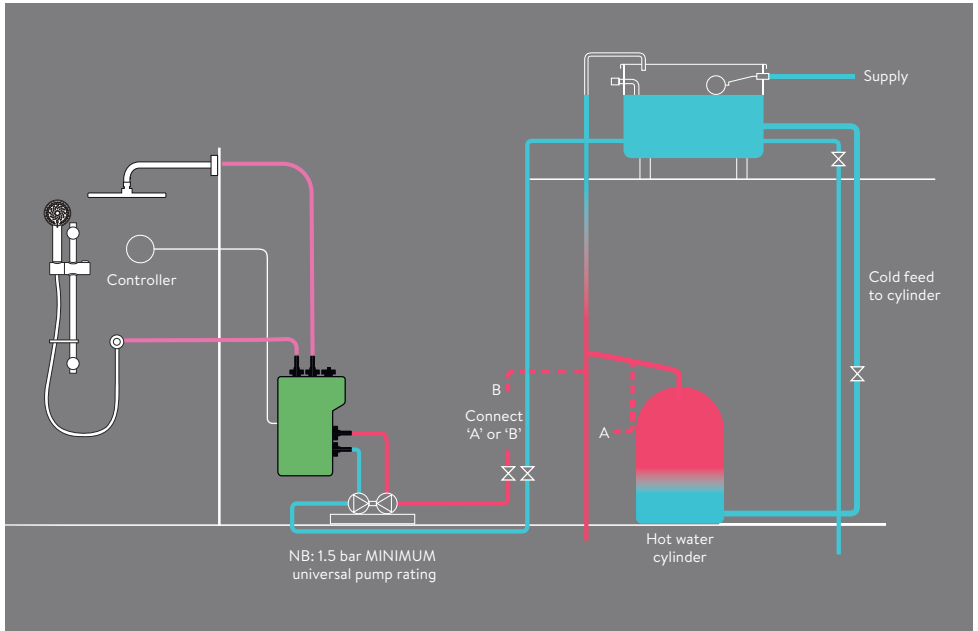 Supply
Controller
Cold feed
to cylinder
B
Connect
‘A’ or ‘B’
A
NB: 1.5 bar MINIMUM
universal pump rating
Hot water
cylinder